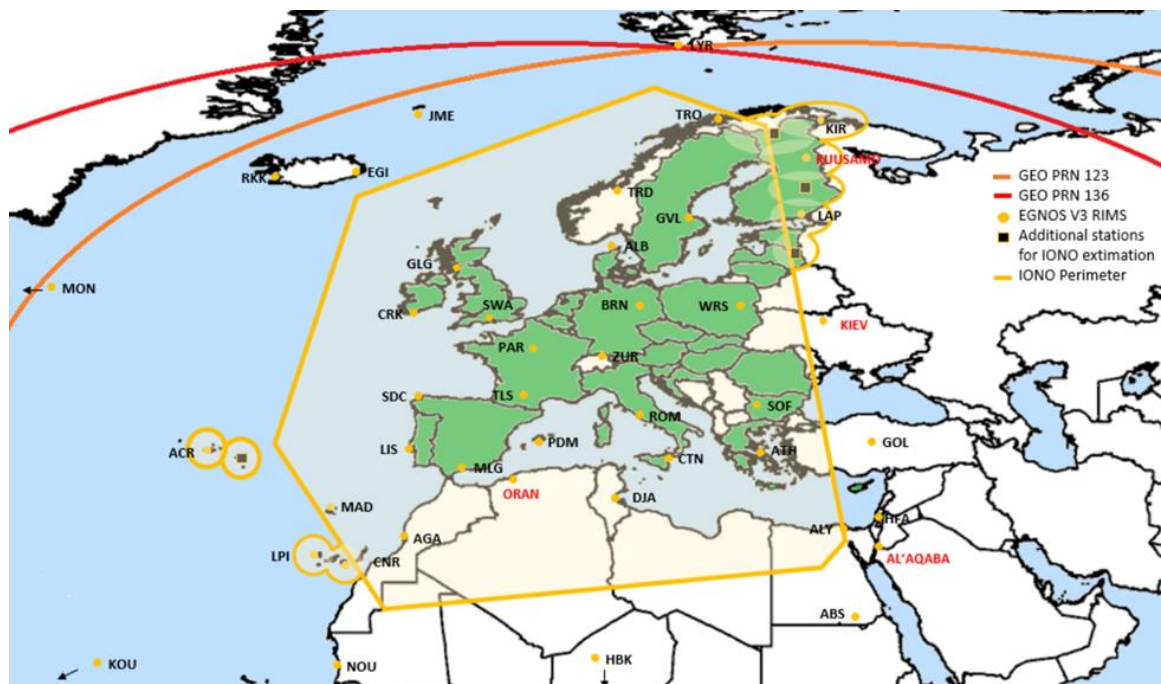 LYR
JME
TRO
KIR
KUUSAMO
RKK
EGI
GEO PRN 123
GEO PRN 136
EGNOS V3 RIMS
Additional stations
for IONO extimation
IONO Perimeter
TRD
GVL
LAP
ALB
GLG
MON
CRK
SWA
BRN
WRS
KIEV
PAR
ZUR
SDC
TLS
ROM
SOF
ACR
LIS
PDM
CTN
ATH
GOL
MLG
ORAN
DJA
MAD
ALY
HFA
AGA
LPI
CNR
AL'AQABA
ABS
KOU
NOU
HBK